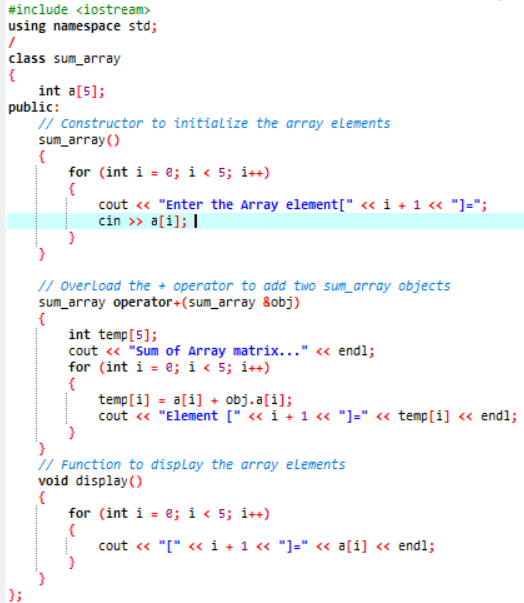 #include <iostream>
using namespace std;
/
class sum_array
{
    int a[5];
public:
    // Constructor to initialize the array elements
    sum_array()
    {
        for (int i = 0; i < 5; i++)
        {
            cout << "Enter the Array element[" << i + 1 << "]=";
            cin >> a[i];
        }
    }

    // Overload the + operator to add two sum_array objects
    sum_array operator+(sum_array &obj)
    {
        int temp[5];
        cout << "Sum of Array matrix..." << endl;
        for (int i = 0; i < 5; i++)
        {
            temp[i] = a[i] + obj.a[i];
            cout << "Element [" << i + 1 << "]=" << temp[i] << endl;
        }
    }
    // Function to display the array elements
    void display()
    {
        for (int i = 0; i < 5; i++)
        {
            cout << "[" << i + 1 << "]=" << a[i] << endl;
        }
    }
};